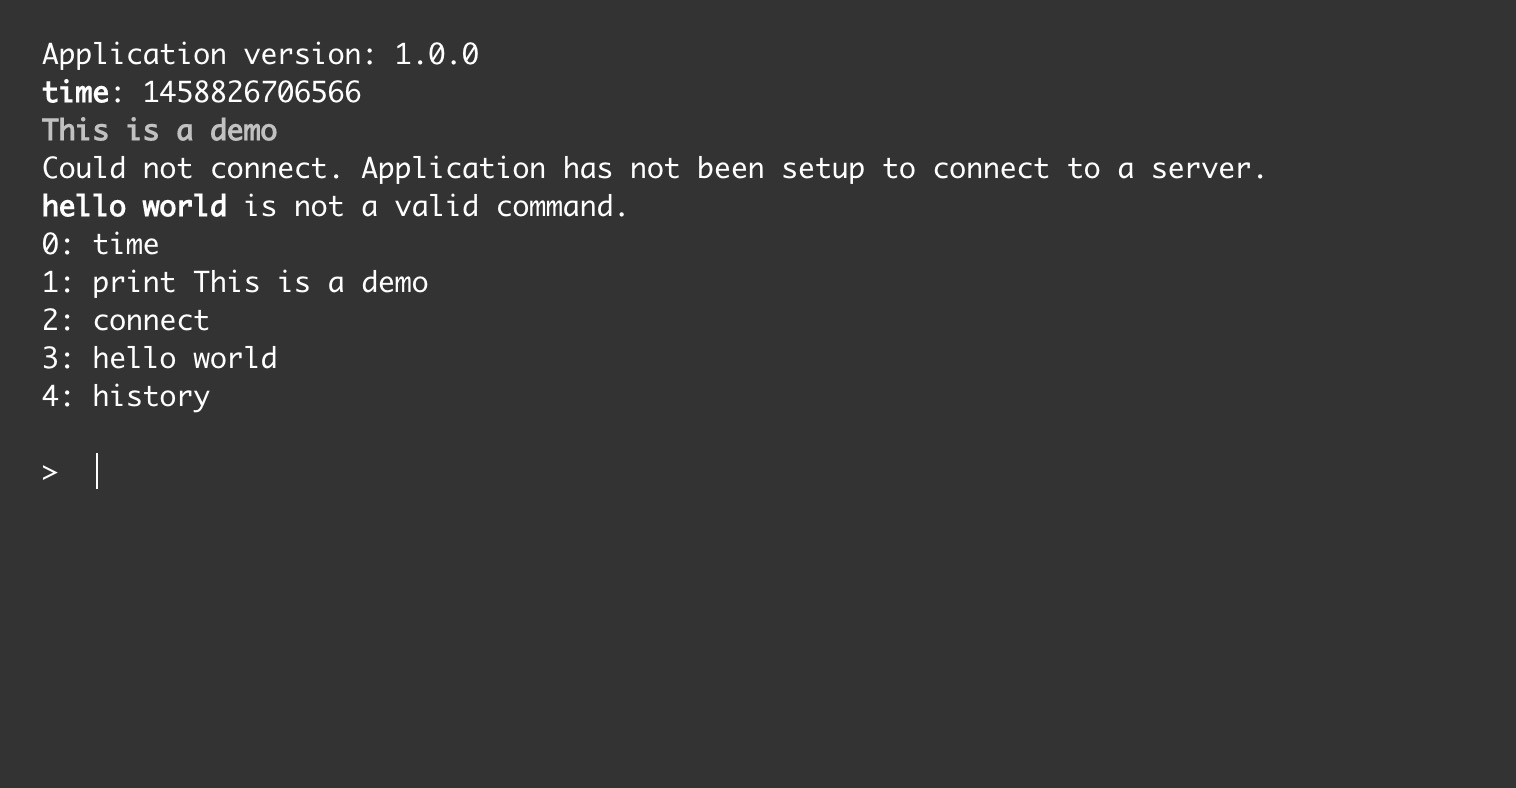 Application version: 1.0.0
time: 1458826706566
This is a demo
Could not connect. Application has not been setup to connect to a server.
hello world is not a valid command.
0: time
1: print This is a demo
2: connect
3: hello world
4: history
>